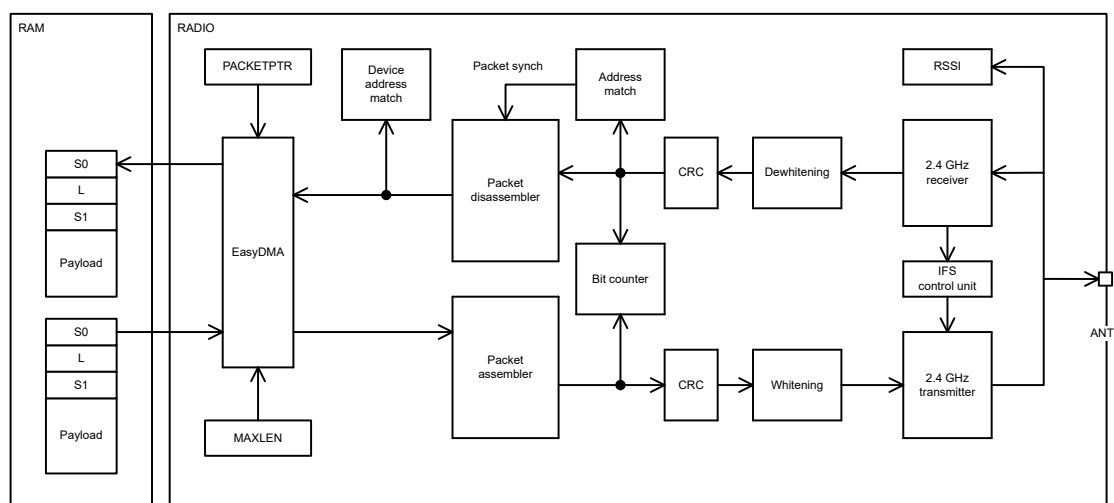 RAM
RADIO
PACKETPTR
Device
address
match
Packet synch
Address
match
RSSI
S0
L
S1
Payload
EasyDMA
Packet
disassembler
CRC
Dewhitening
2.4 GHz
receiver
Bit counter
IFS
control unit
ANT
S0
L
S1
Payload
Packet
assembler
CRC
Whitening
2.4 GHz
transmitter
MAXLEN